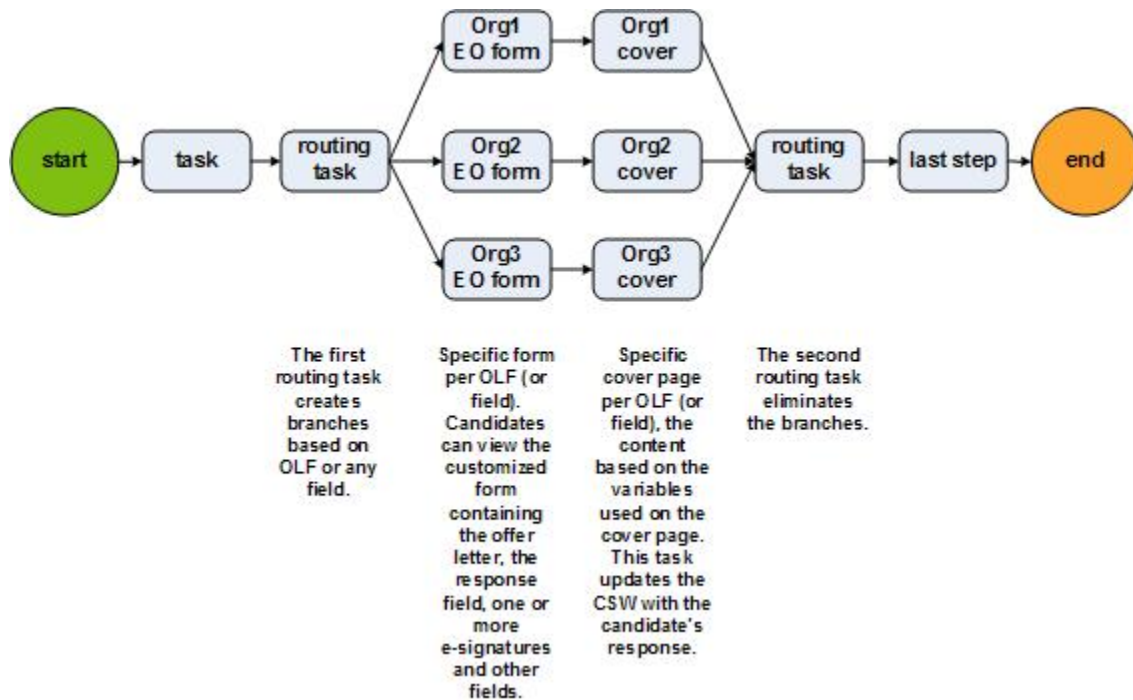 Org1
EO form
Org1
cover
start
task
routing
task
Org2
EO form
Org2
cover
routing
task
last step
end
Org3
EO form
Org3
cover
The first
routing task
creates
branches
based on
OLF or any
field.
Specific form
per OLF (or
field).
Candidates
can view the
customized
form
containing
the offer
letter, the
response
field, one or
more
e-signatures
and other
fields.
Specific
cover page
per OLF (or
field), the
content
based on the
variables
used on the
cover page.
This task
updates the
CSW with the
candidate's
response.
The second
routing task
eliminates
the branches.